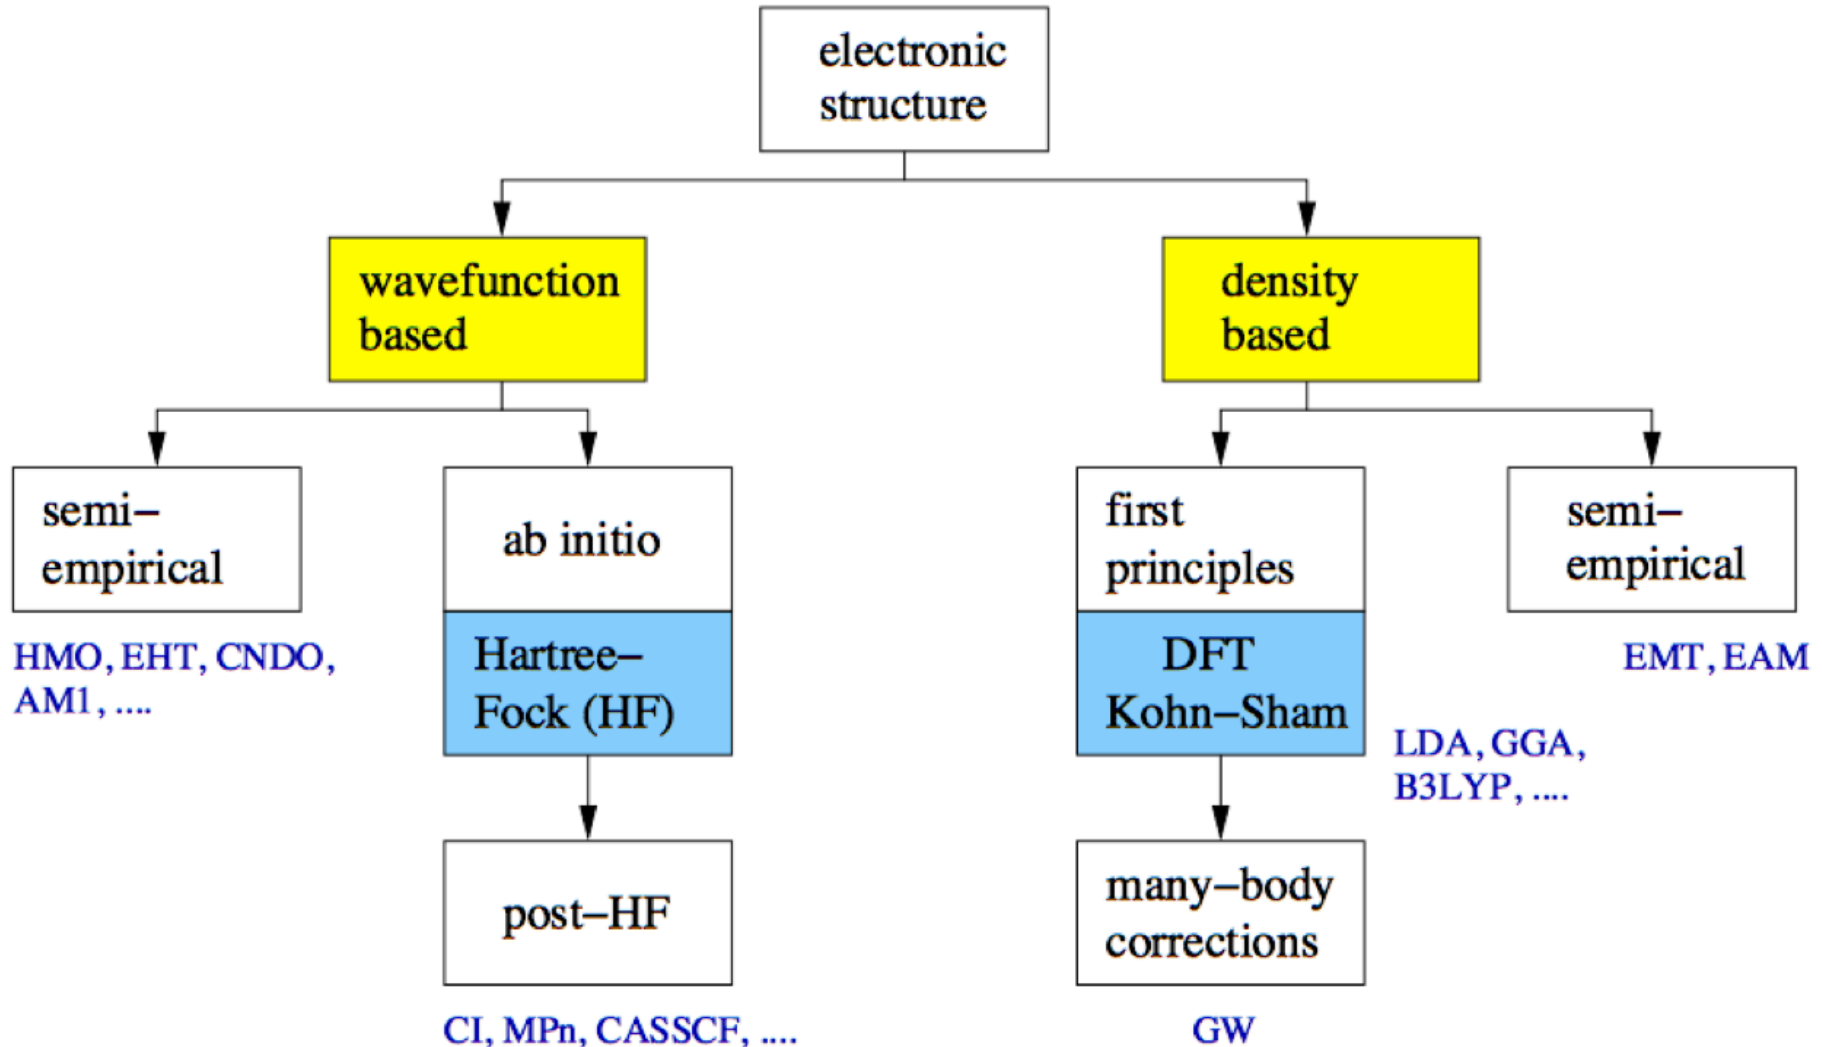 electronic
structure
wavefunction
based
density
based
semi–
empirical
ab initio
first
principles
semi–
empirical
HMO, EHT, CNDO,
AM1, ....
Hartree–
Fock (HF)
DFT
Kohn–Sham
EMT, EAM
LDA, GGA,
B3LYP, ....
post–HF
many–body
corrections
CI, MPn, CASSCF, ....
GW